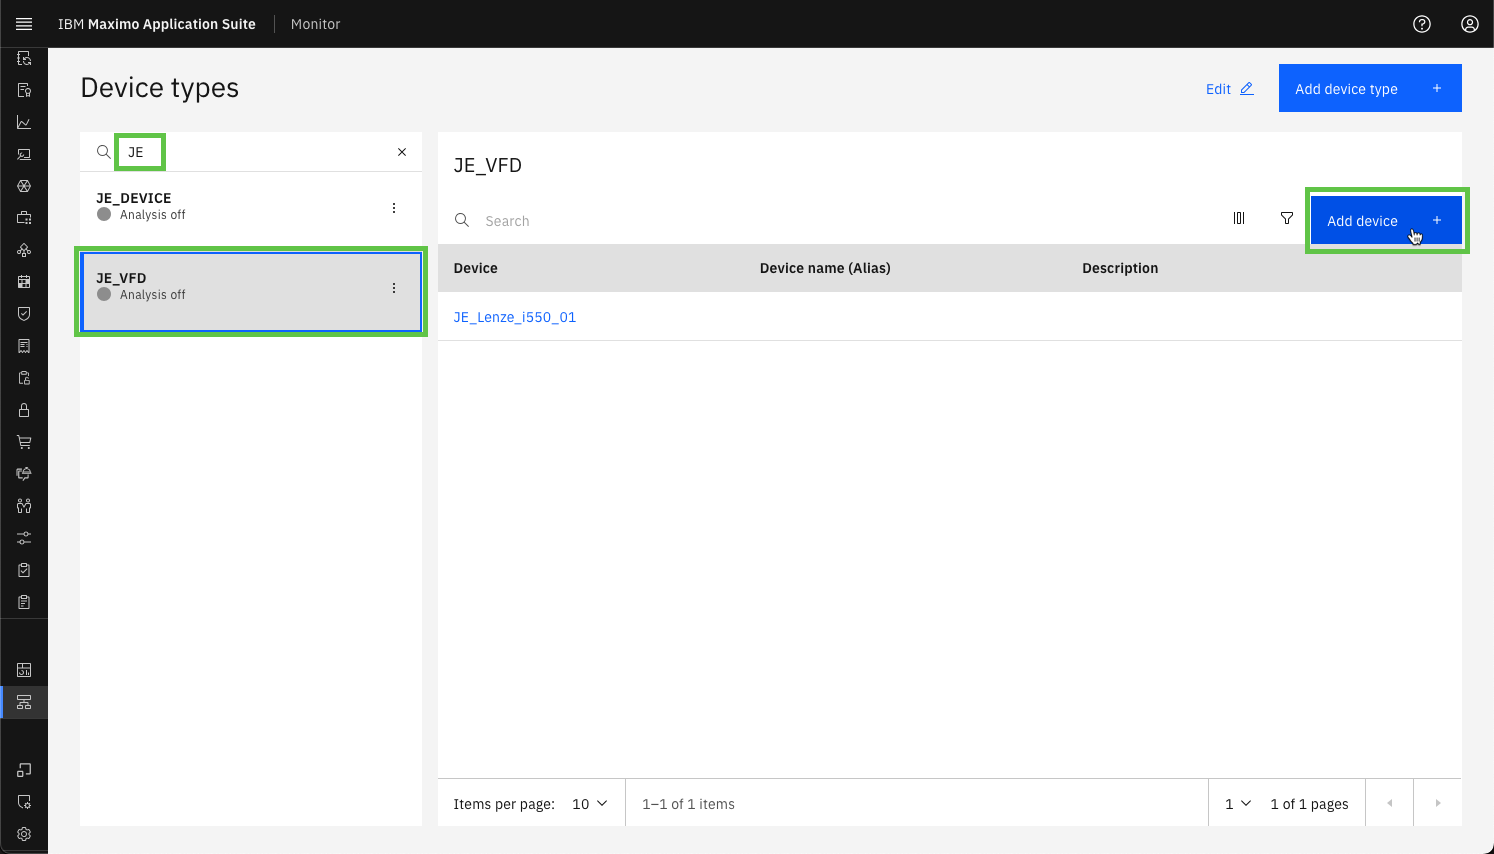 IBM Maximo Application Suite Monitor
Device types
Edit
Add device type +
JE
JE_DEVICE
Analysis off
JE_VFD
Analysis off
JE_VFD
Search
Add device +
Device Device name (Alias) Description
JE_Lenze_i550_01
Items per page: 10 1–1 of 1 items 1 1 of 1 pages